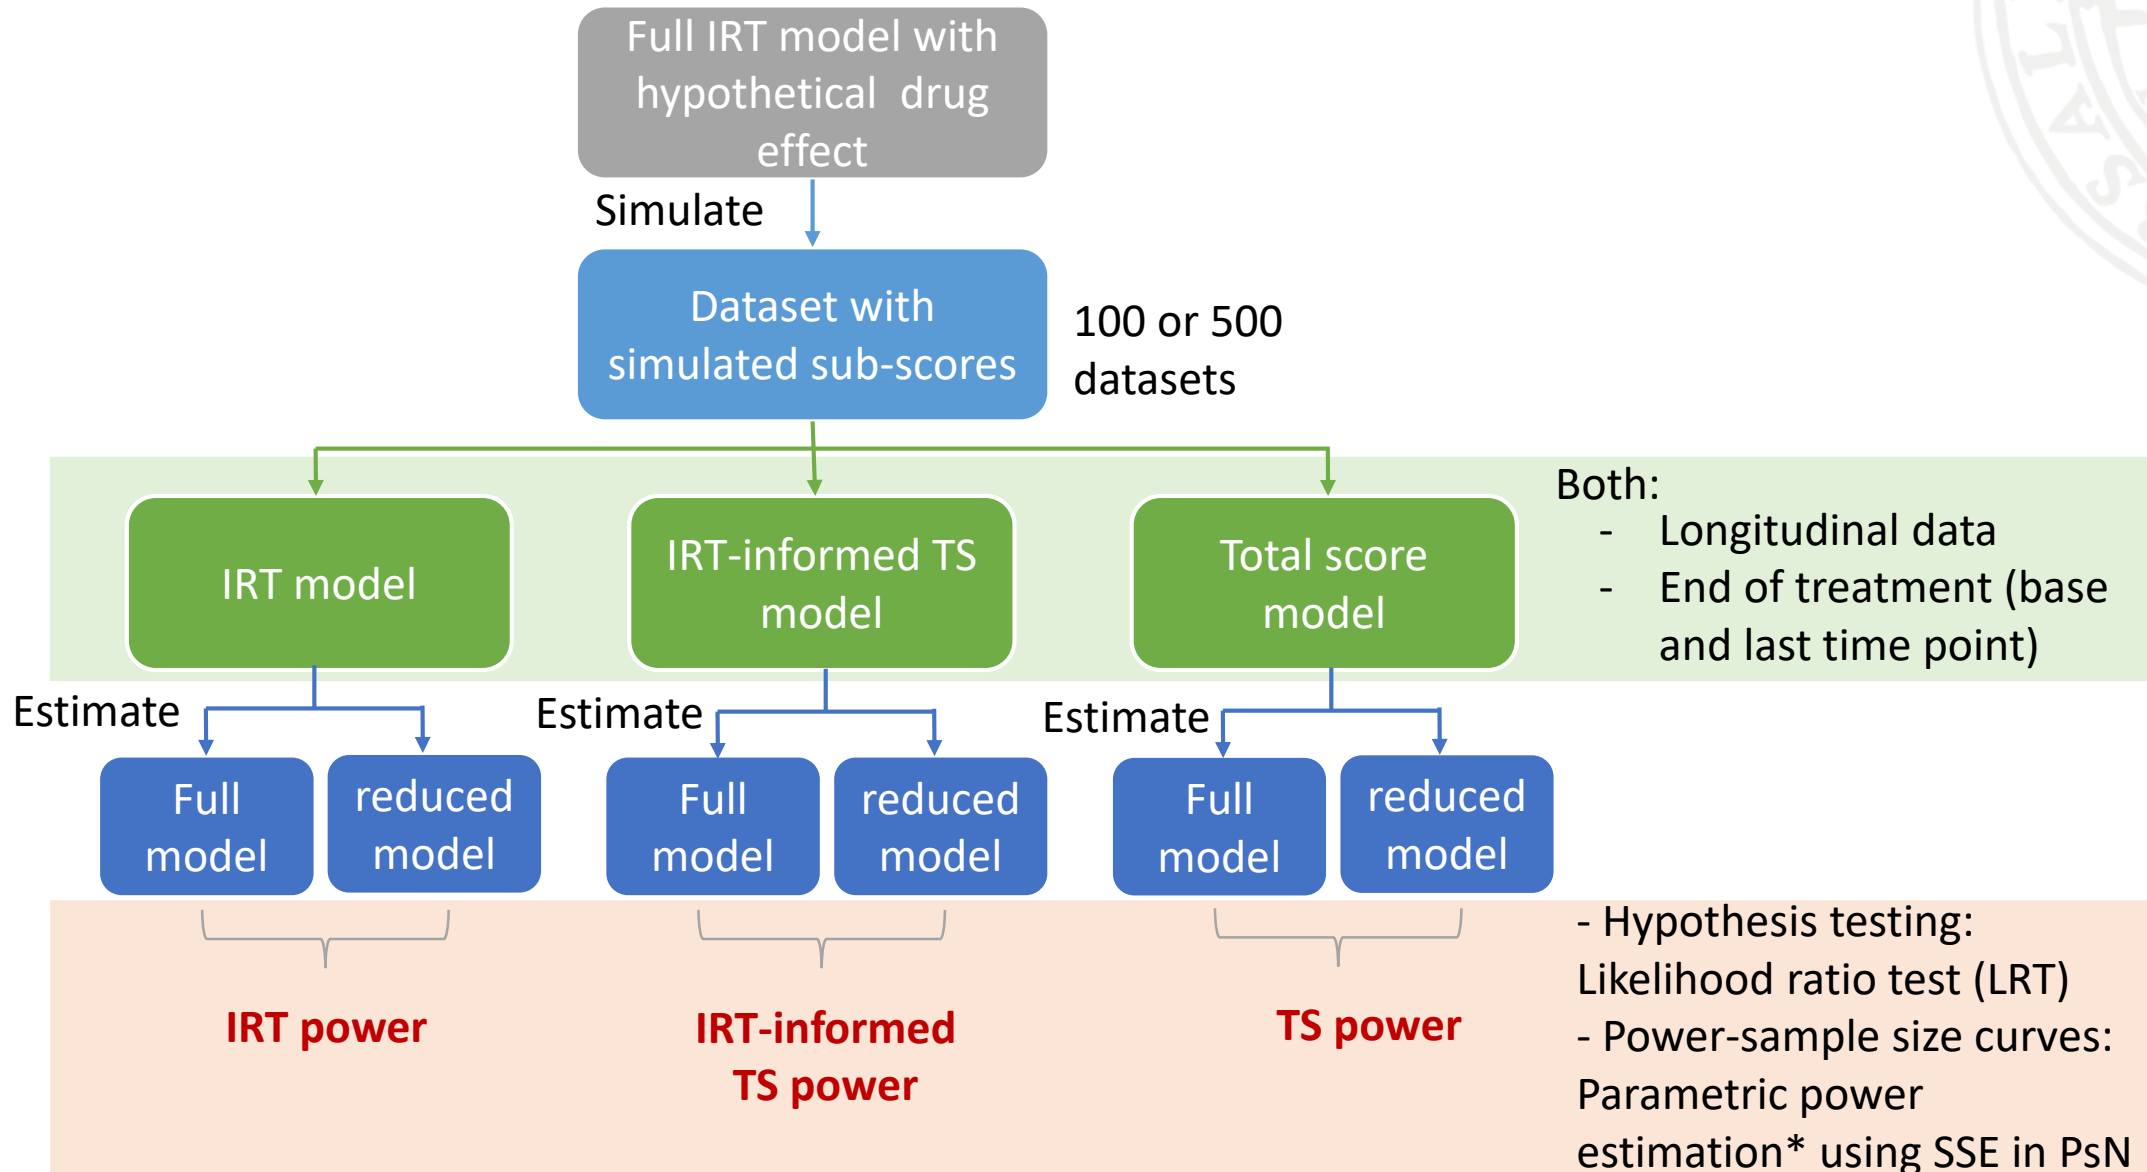 Full IRT model with
hypothetical drug
effect
Simulate
Dataset with
simulated sub-scores
100 or 500
datasets
IRT model
IRT-informed TS
model
Total score
model
Both:
- Longitudinal data
- End of treatment (base
and last time point)
Estimate
Estimate
Estimate
Full
model
reduced
model
Full
model
reduced
model
Full
model
reduced
model
IRT power
IRT-informed
TS power
TS power
- Hypothesis testing:
Likelihood ratio test (LRT)
- Power-sample size curves:
Parametric power
estimation* using SSE in PsN